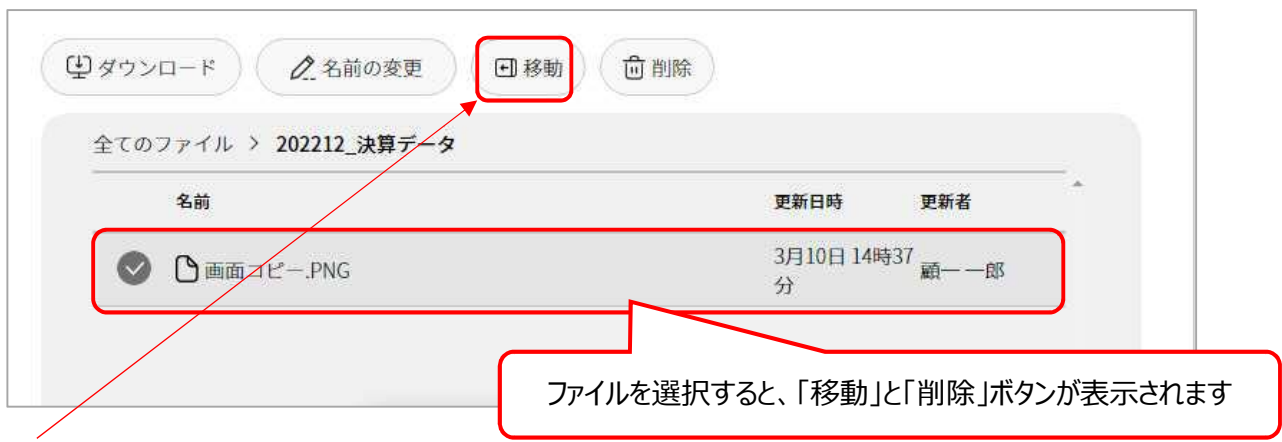 ダウンロード 名前の変更 移動 削除
全てのファイル > 202212_決算データ
名前 更新日時 更新者
画面コピー.PNG 3月10日 14時37分 顧一 一郎
ファイルを選択すると、「移動」と「削除」ボタンが表示されます